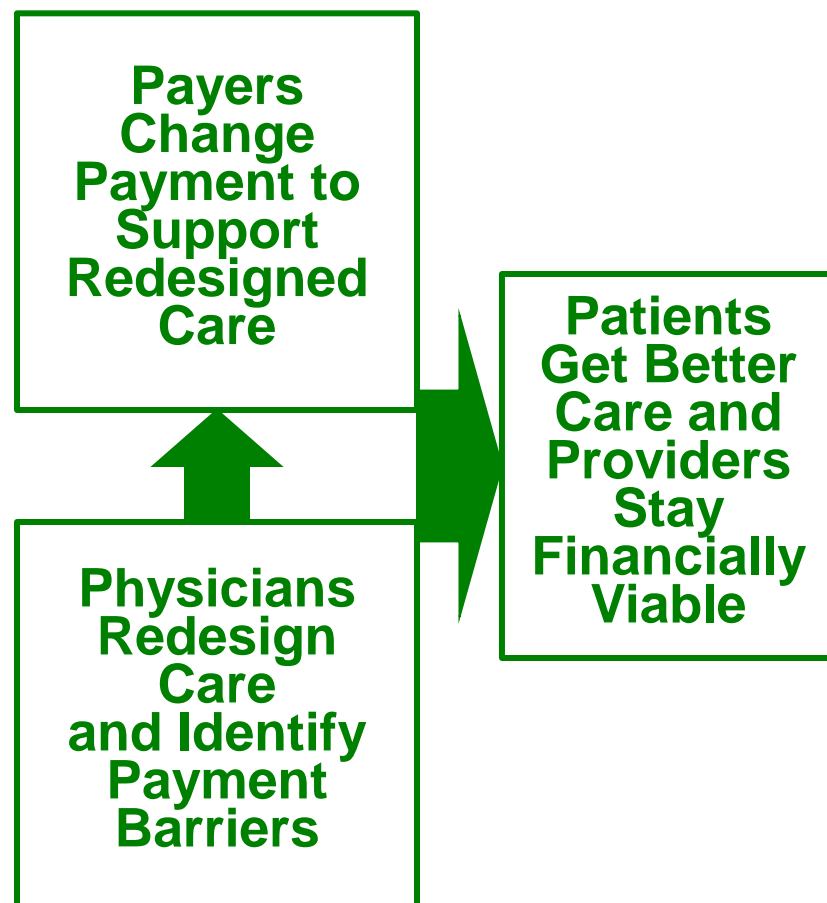 Payers
Change
Payment to
Support
Redesigned
Care
Patients
Get Better
Care and
Providers
Stay
Financially
Viable
Physicians
Redesign
Care
and Identify
Payment
Barriers